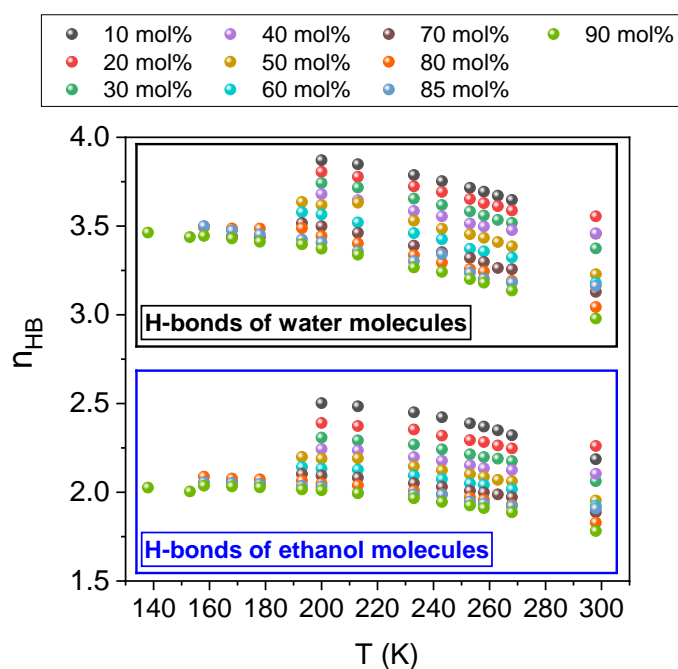 10 mol% 40 mol% 70 mol% 90 mol%
20 mol% 50 mol% 80 mol%
30 mol% 60 mol% 85 mol%
4.0
3.5
3.0
2.5
2.0
1.5
n_HB
H-bonds of water molecules
H-bonds of ethanol molecules
140 160 180 200 220 240 260 280 300
T (K)